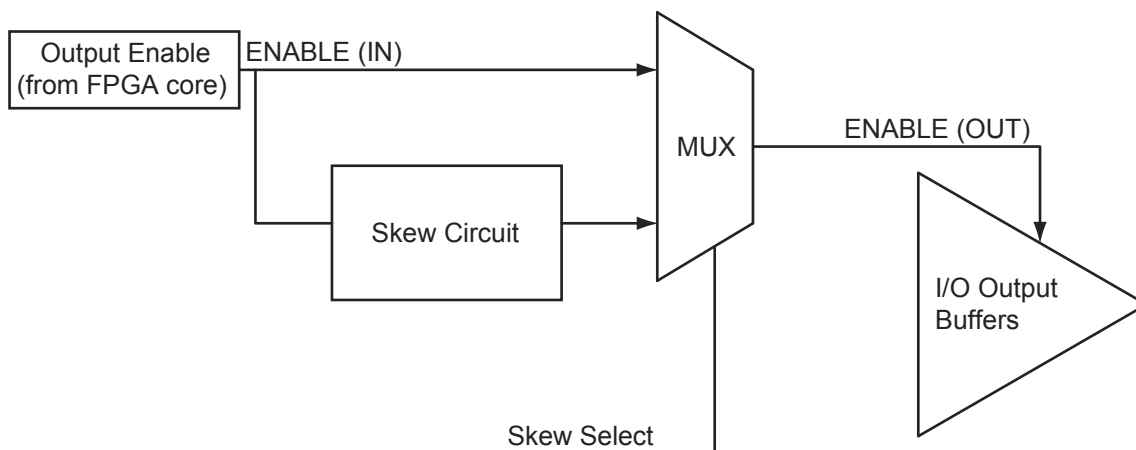 Output Enable
(from FPGA core)
ENABLE (IN)
MUX
ENABLE (OUT)
Skew Circuit
I/O Output
Buffers
Skew Select